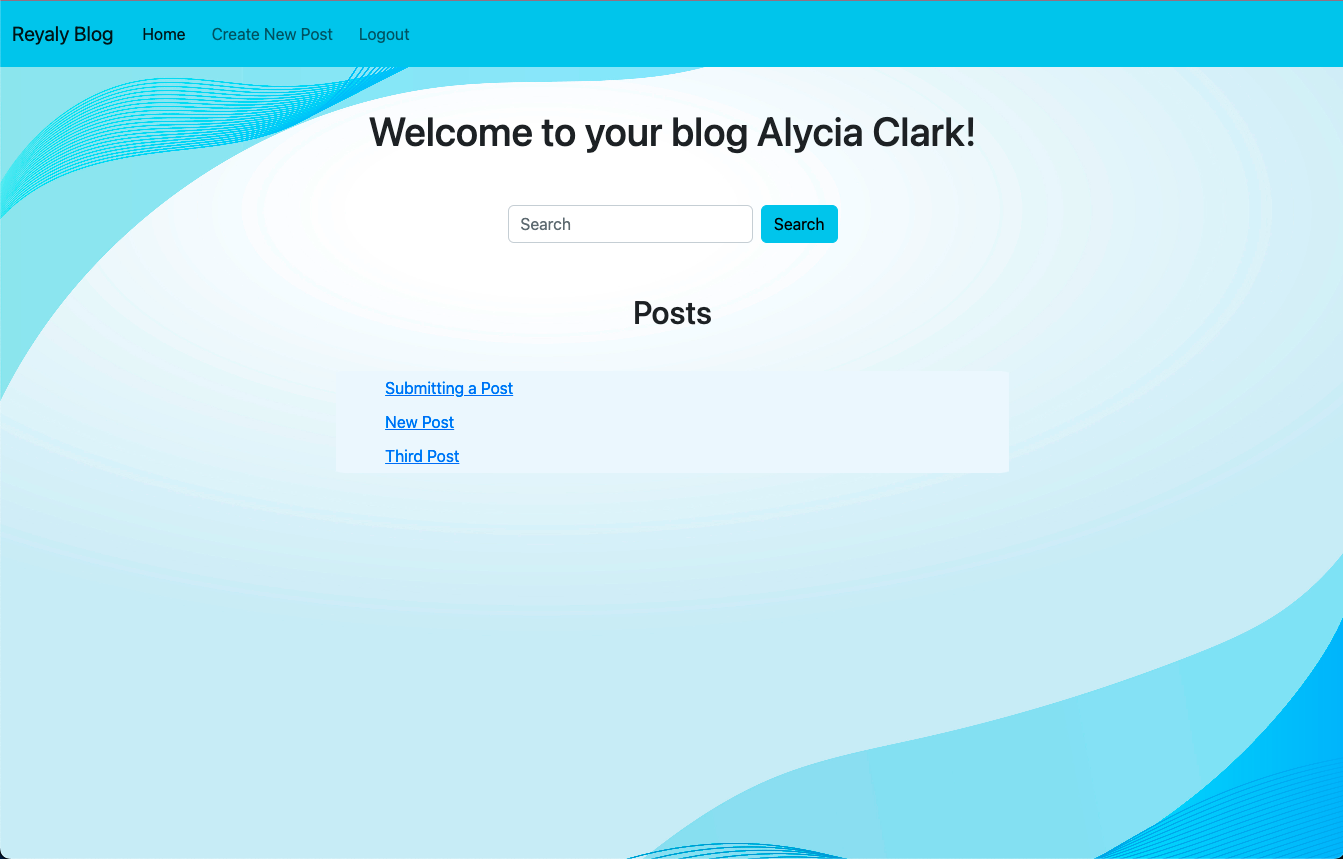 Reyaly Blog Home Create New Post Logout
Welcome to your blog Alycia Clark!
Search Search
Posts
Submitting a Post
New Post
Third Post